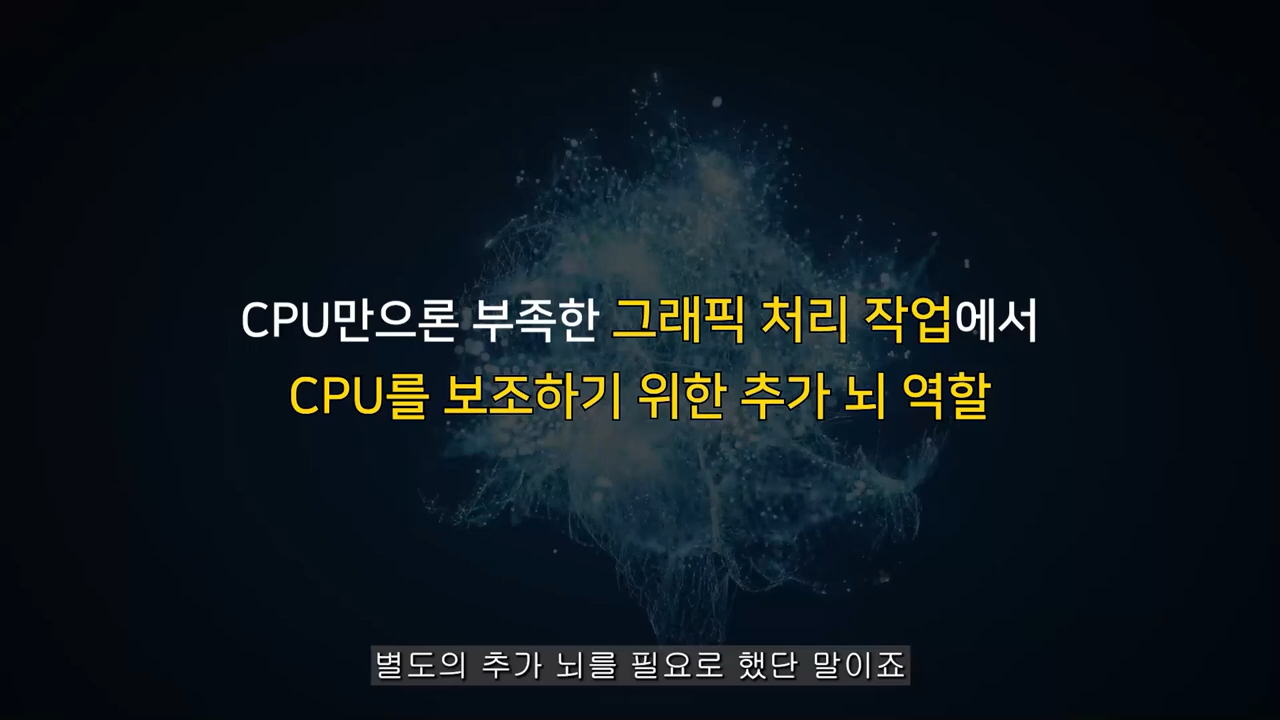 CPU만으론 부족한 그래픽 처리 작업에서
CPU를 보조하기 위한 추가 뇌 역할
별도의 추가 뇌를 필요로 했단 말이죠